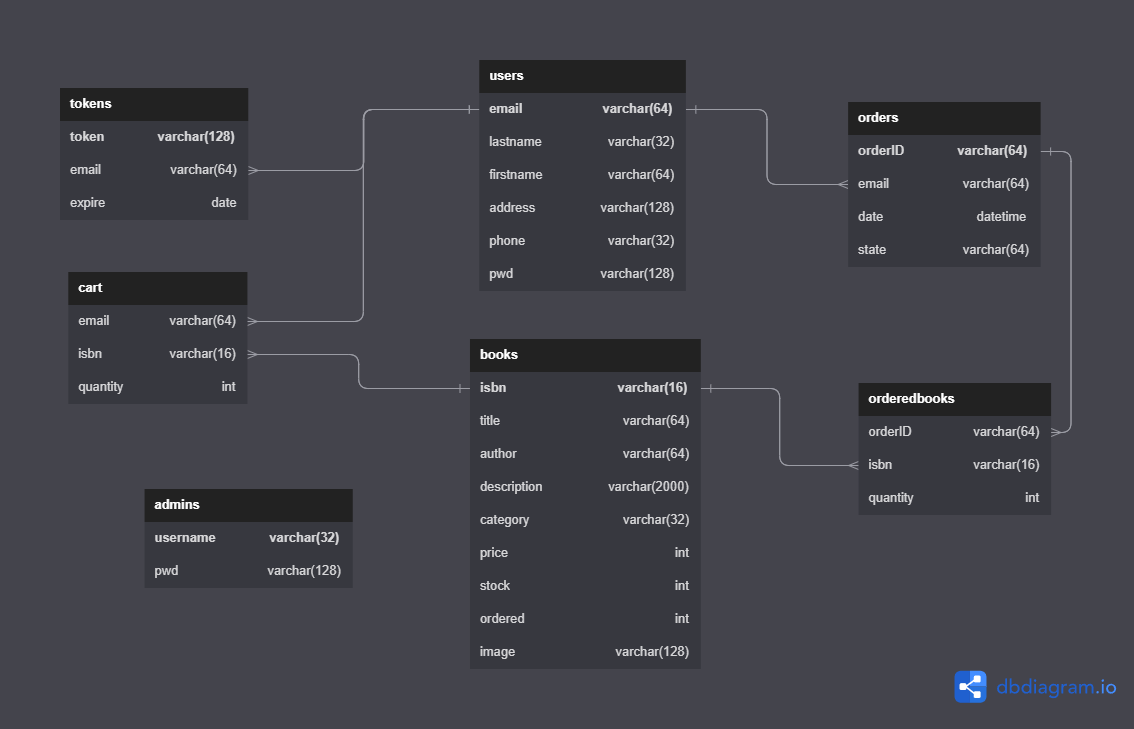 tokens
token varchar(128)
email varchar(64)
expire date
cart
email varchar(64)
isbn varchar(16)
quantity int
admins
username varchar(32)
pwd varchar(128)
users
email varchar(64)
lastname varchar(32)
firstname varchar(64)
address varchar(128)
phone varchar(32)
pwd varchar(128)
books
isbn varchar(16)
title varchar(64)
author varchar(64)
description varchar(2000)
category varchar(32)
price int
stock int
ordered int
image varchar(128)
orders
orderID varchar(64)
email varchar(64)
date datetime
state varchar(64)
orderedbooks
orderID varchar(64)
isbn varchar(16)
quantity int
dbdiagram.io